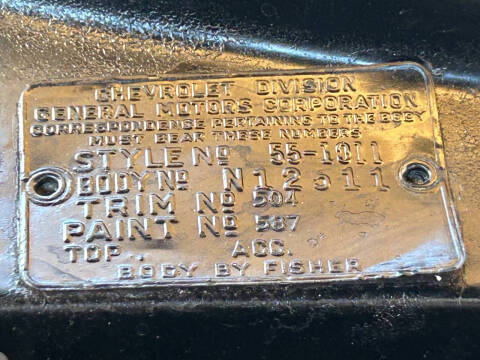 CHEVROLET DIVISION
GENERAL MOTORS CORPORATION
CORRESPONDENCE PERTAINING TO THE BODY
MUST BEAR THESE NUMBERS
STYLE Nº 55-1011
BODY Nº
TRIM Nº 504
PAINT Nº 587
TOP. ACC.
BODY BY FISHER